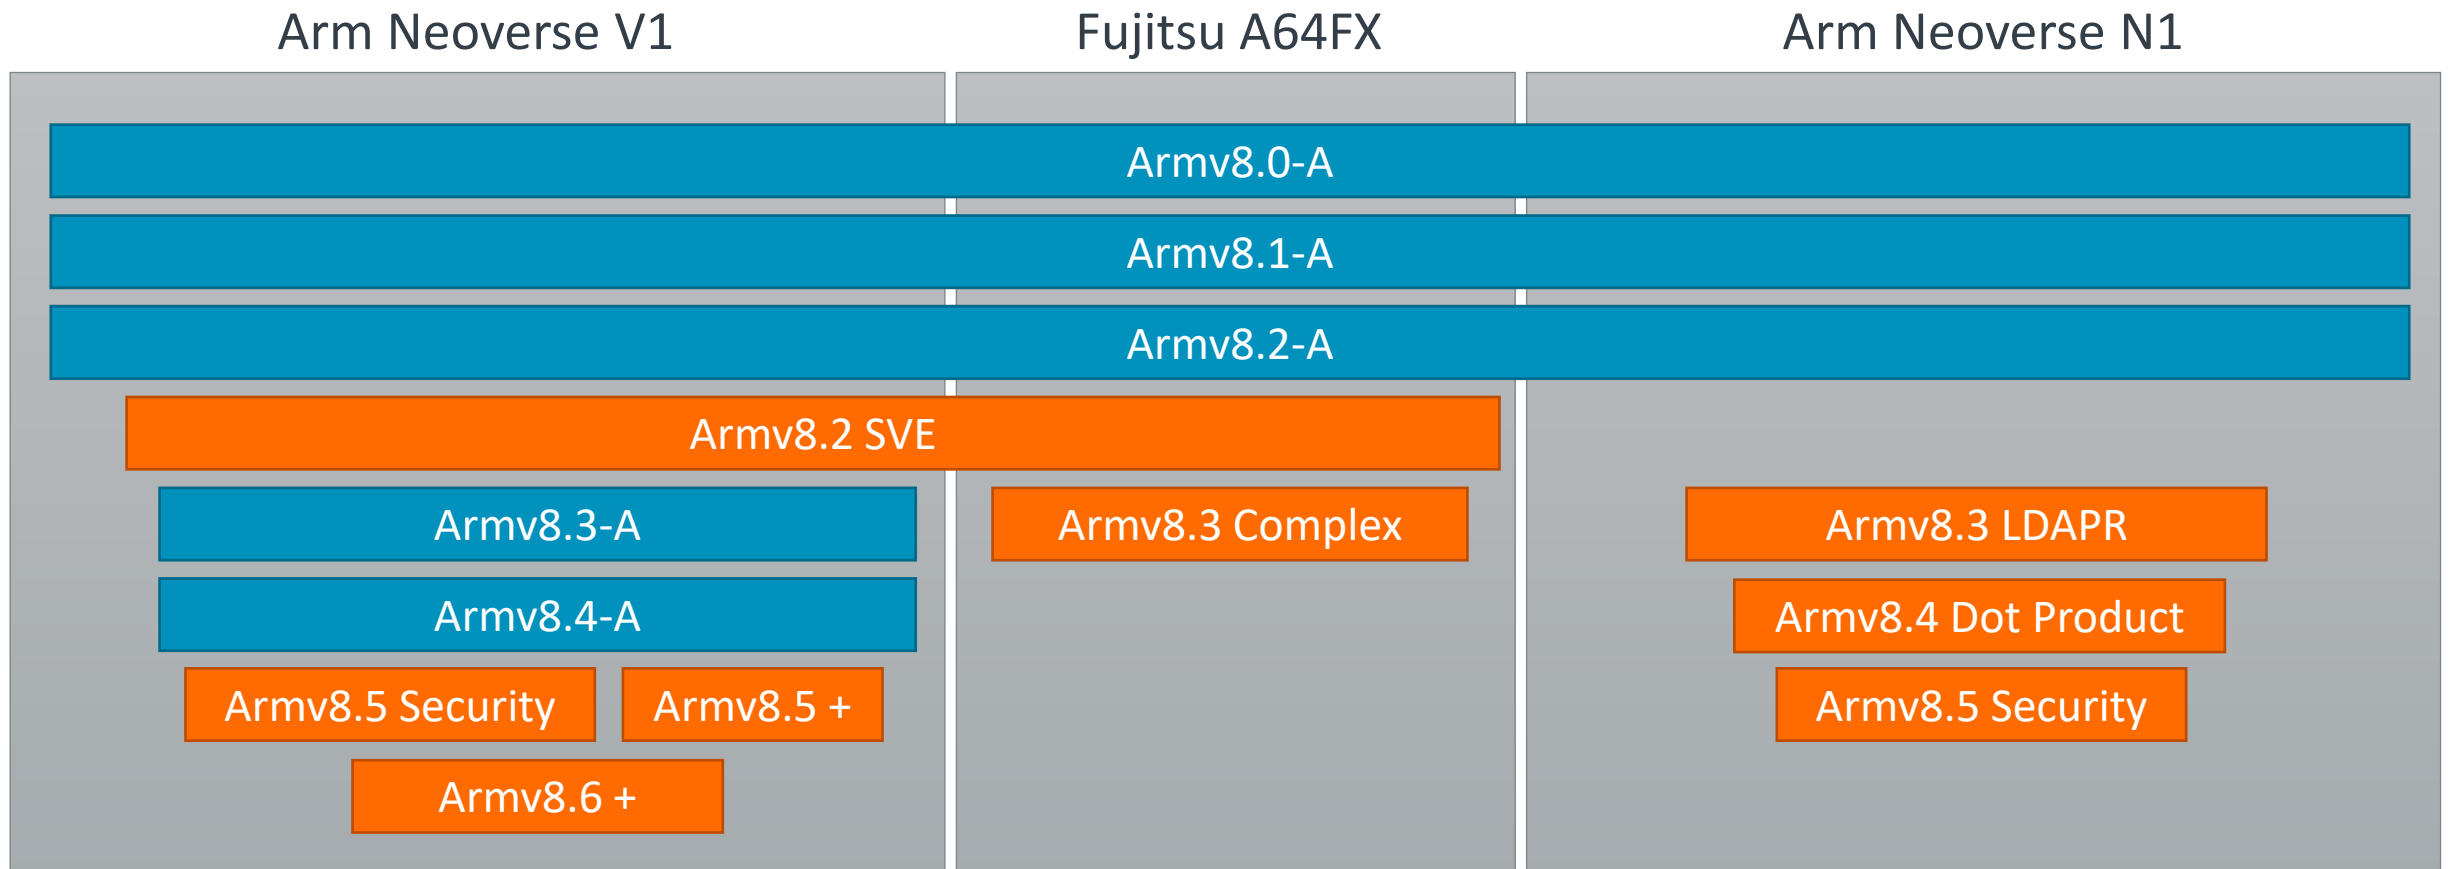 Arm Neoverse V1
Fujitsu A64FX
Arm Neoverse N1
Armv8.0-A
Armv8.1-A
Armv8.2-A
Armv8.2 SVE
Armv8.3-A
Armv8.3 Complex
Armv8.3 LDAPR
Armv8.4-A
Armv8.4 Dot Product
Armv8.5 Security
Armv8.5 +
Armv8.5 Security
Armv8.6 +